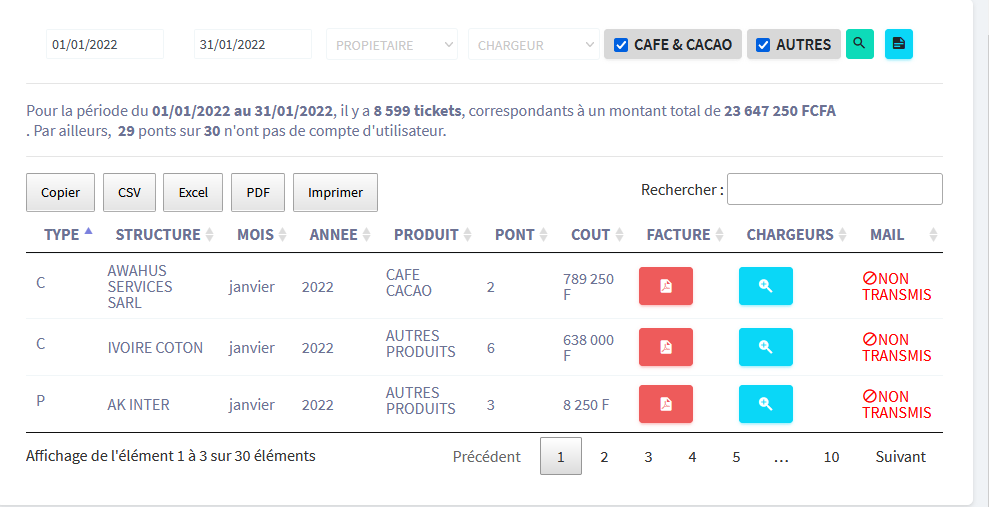 01/01/2022 31/01/2022 PROPIETAIRE CHARGEUR CAFE & CACAO AUTRES
Pour la période du 01/01/2022 au 31/01/2022, il y a 8 599 tickets, correspondants à un montant total de 23 647 250 FCFA
. Par ailleurs, 29 ponts sur 30 n'ont pas de compte d'utilisateur.
Copier CSV Excel PDF Imprimer Rechercher :
TYPE STRUCTURE MOIS ANNEE PRODUIT PONT COUT FACTURE CHARGEURS MAIL
C AWAHUS SERVICES SARL janvier 2022 CAFE CACAO 2 789 250 F NON TRANSMIS
C IVOIRE COTON janvier 2022 AUTRES PRODUITS 6 638 000 F NON TRANSMIS
P AK INTER janvier 2022 AUTRES PRODUITS 3 8 250 F NON TRANSMIS
Affichage de l'élément 1 à 3 sur 30 éléments Précédent 1 2 3 4 5 … 10 Suivant